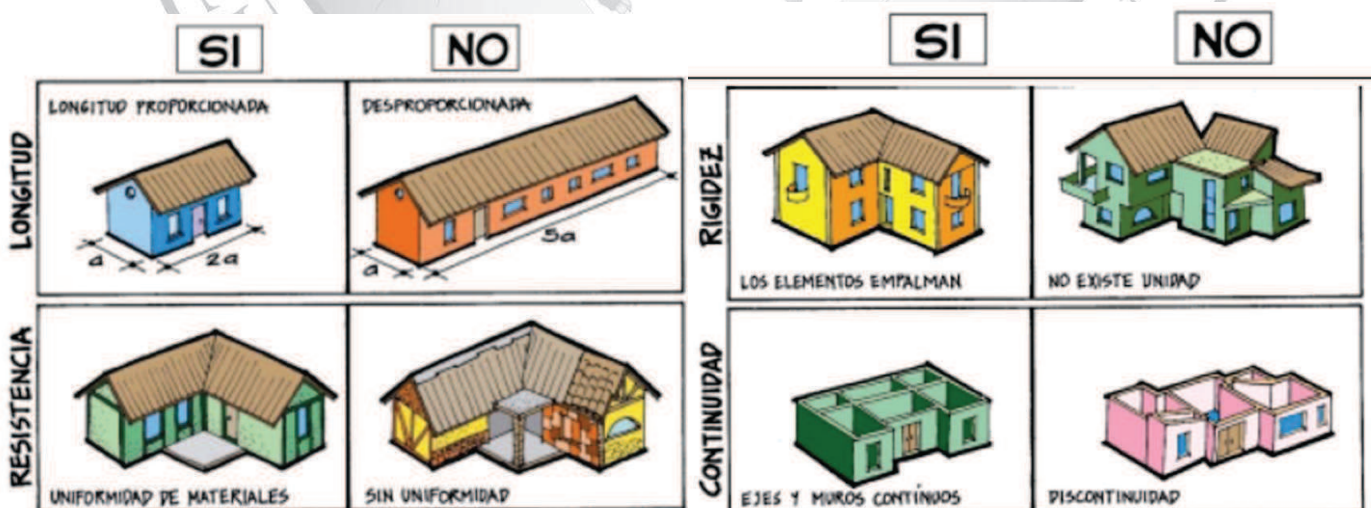 SI
NO
LONGITUD
LONGITUD PROPORCIONADA
a
2a
DESPROPORCIONADA
a
5a
RESISTENCIA
UNIFORMIDAD DE MATERIALES
SIN UNIFORMIDAD
SI
NO
RIGIDEZ
LOS ELEMENTOS EMPALMAN
NO EXISTE UNIDAD
CONTINUIDAD
EJES Y MUROS CONTÍNUOS
DISCONTINUIDAD